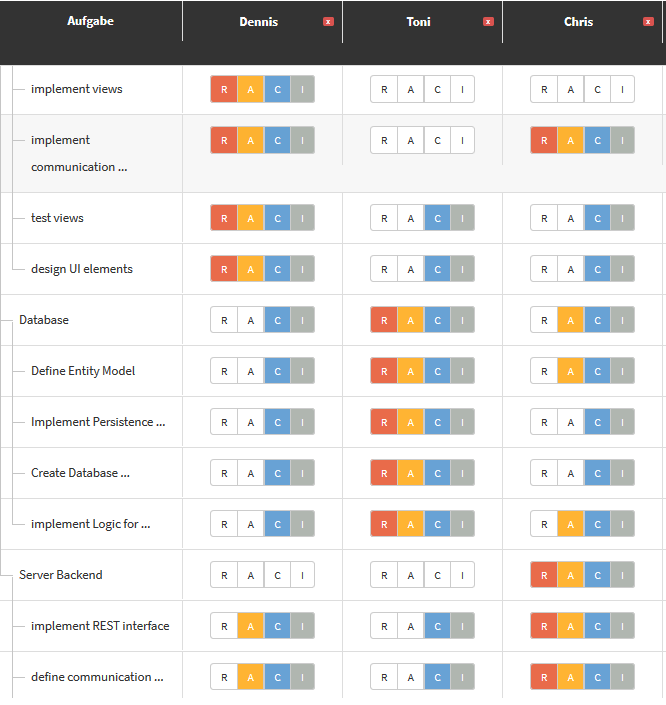 Aufgabe Dennis x Toni x Chris x
implement views R A C I R A C I R A C I
implement R A C I R A C I R A C I
communication ...
test views R A C I R A C I R A C I
design UI elements R A C I R A C I R A C I
Database R A C I R A C I R A C I
Define Entity Model R A C I R A C I R A C I
Implement Persistence ... R A C I R A C I R A C I
Create Database ... R A C I R A C I R A C I
implement Logic for ... R A C I R A C I R A C I
Server Backend R A C I R A C I R A C I
implement REST interface R A C I R A C I R A C I
define communication ... R A C I R A C I R A C I